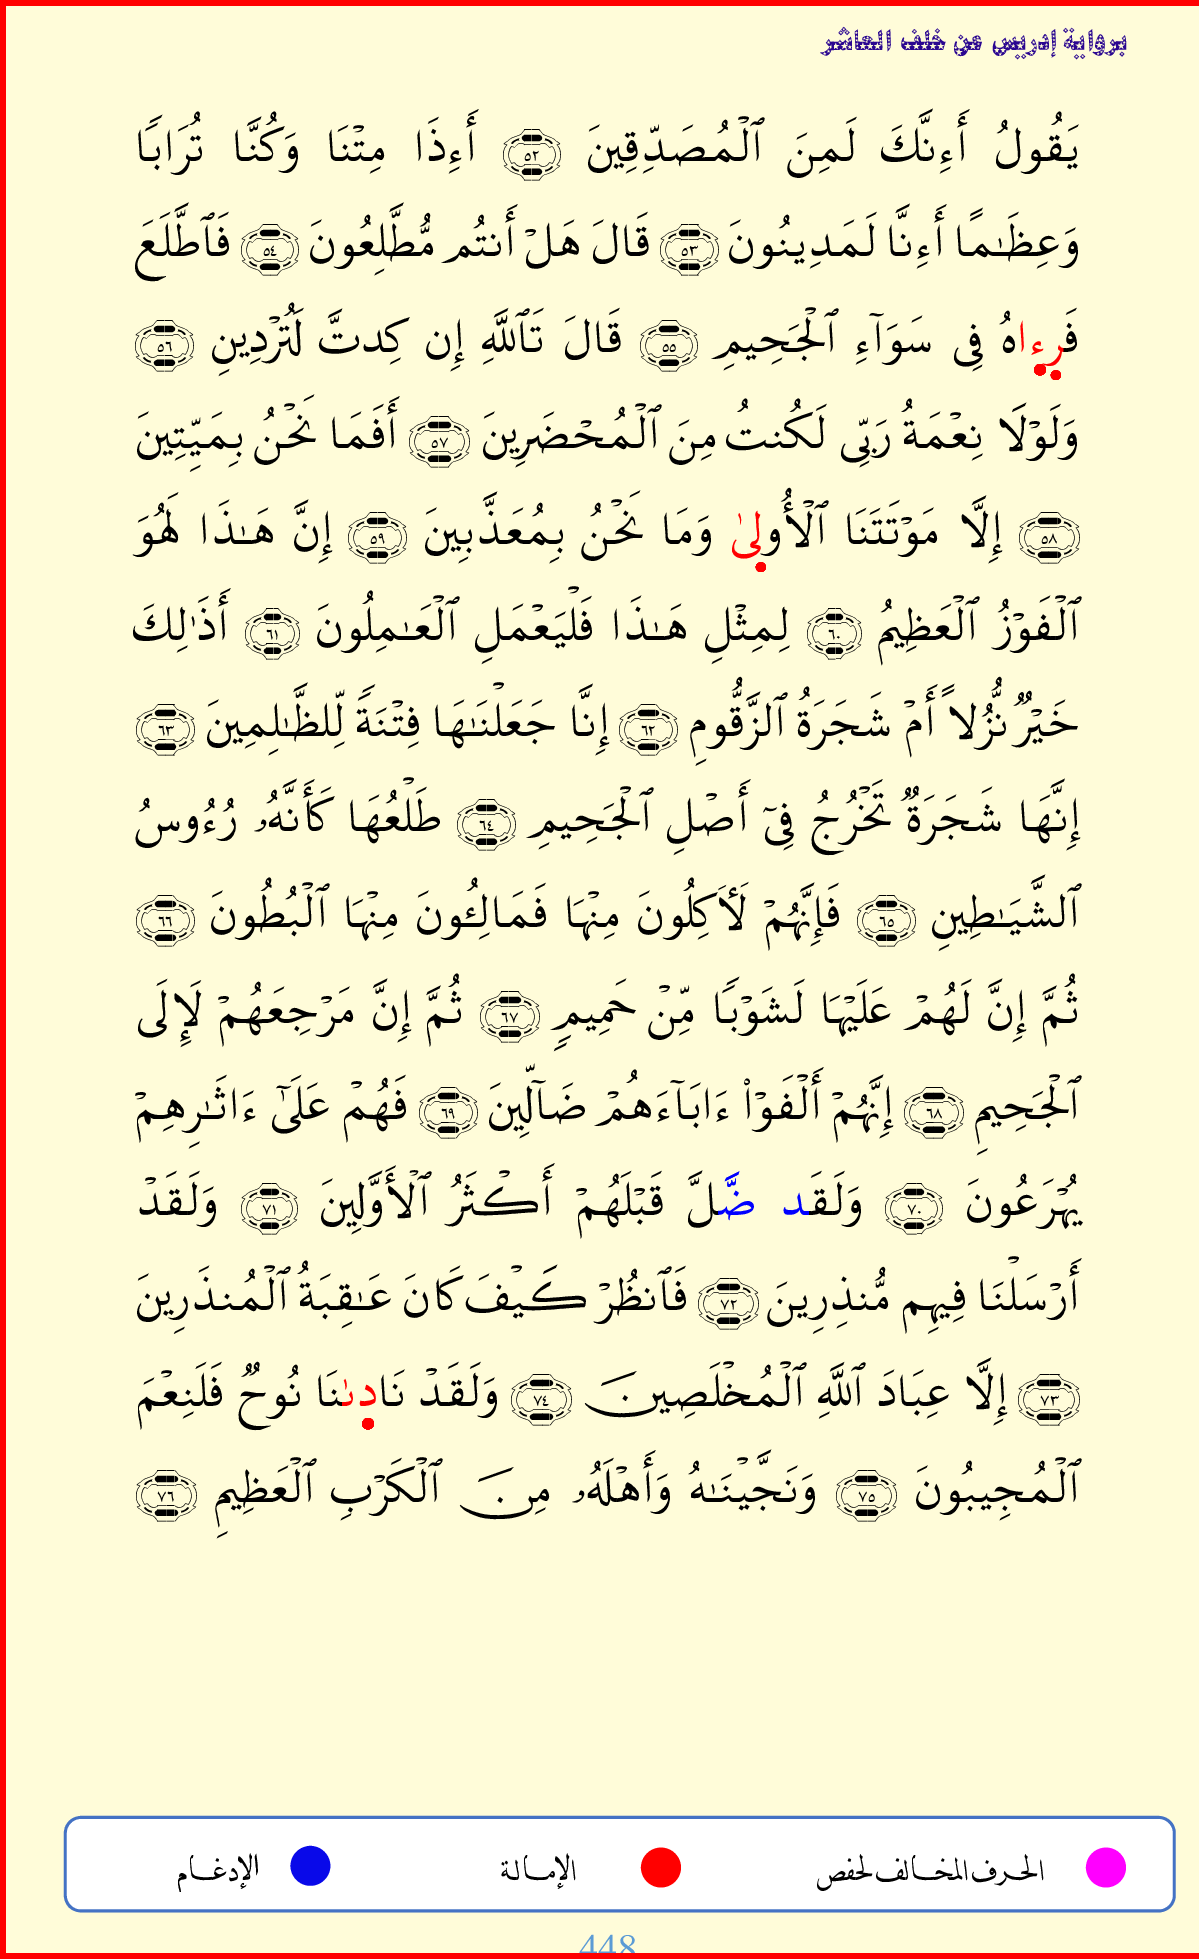 برواية إدريس عن خلف العاشر
يَقُولُ أَءِنَّكَ لَمِنَ ٱلْمُصَدِّقِينَ ٥٢ أَءِذَا مِتْنَا وَكُنَّا تُرَابًا
وَعِظَـٰمًا أَءِنَّا لَمَدِينُونَ ٥٣ قَالَ هَلْ أَنتُم مُّطَّلِعُونَ ٥٤ فَٱطَّلَعَ
فَرِءاهُ فِى سَوَآءِ ٱلْجَحِيمِ ٥٥ قَالَ تَٱللَّهِ إِن كِدتَّ لَتُرْدِينِ ٥٦
وَلَوْلَا نِعْمَةُ رَبِّى لَكُنتُ مِنَ ٱلْمُحْضَرِينَ ٥٧ أَفَمَا نَحْنُ بِمَيِّتِينَ
٥٨ إِلَّا مَوْتَتَنَا ٱلْأُولىٰ وَمَا نَحْنُ بِمُعَذَّبِينَ ٥٩ إِنَّ هَـٰذَا لَهُوَ
ٱلْفَوْزُ ٱلْعَظِيمُ ٦٠ لِمِثْلِ هَـٰذَا فَلْيَعْمَلِ ٱلْعَـٰمِلُونَ ٦١ أَذَٰلِكَ
خَيْرٌ نُّزُلًا أَمْ شَجَرَةُ ٱلزَّقُّومِ ٦٢ إِنَّا جَعَلْنَـٰهَا فِتْنَةً لِّلظَّـٰلِمِينَ ٦٣
إِنَّهَا شَجَرَةٌ تَخْرُجُ فِىٓ أَصْلِ ٱلْجَحِيمِ ٦٤ طَلْعُهَا كَأَنَّهُۥ رُءُوسُ
ٱلشَّيَـٰطِينِ ٦٥ فَإِنَّهُمْ لَـَٔاكِلُونَ مِنْهَا فَمَالِـُٔونَ مِنْهَا ٱلْبُطُونَ ٦٦
ثُمَّ إِنَّ لَهُمْ عَلَيْهَا لَشَوْبًا مِّنْ حَمِيمٍ ٦٧ ثُمَّ إِنَّ مَرْجِعَهُمْ لَإِلَى
ٱلْجَحِيمِ ٦٨ إِنَّهُمْ أَلْفَوْا۟ ءَابَآءَهُمْ ضَآلِّينَ ٦٩ فَهُمْ عَلَىٰٓ ءَاثَـٰرِهِمْ
يُهْرَعُونَ ٧٠ وَلَقَد ضَّلَّ قَبْلَهُمْ أَكْثَرُ ٱلْأَوَّلِينَ ٧١ وَلَقَدْ
أَرْسَلْنَا فِيهِم مُّنذِرِينَ ٧٢ فَٱنظُرْ كَيْفَ كَانَ عَـٰقِبَةُ ٱلْمُنذَرِينَ
٧٣ إِلَّا عِبَادَ ٱللَّهِ ٱلْمُخْلَصِينَ ٧٤ وَلَقَدْ نَادىٰنَا نُوحٌ فَلَنِعْمَ
ٱلْمُجِيبُونَ ٧٥ وَنَجَّيْنَـٰهُ وَأَهْلَهُۥ مِنَ ٱلْكَرْبِ ٱلْعَظِيمِ ٧٦
الحرف المخالف لحفص الإمالة الإدغام
448